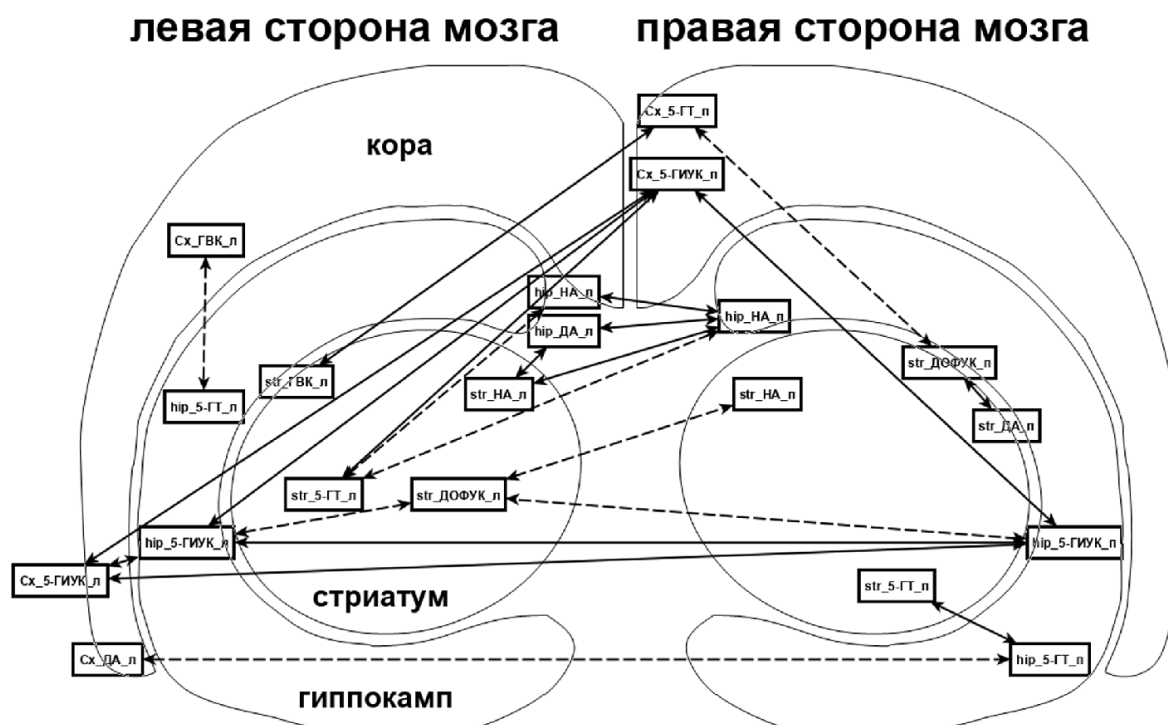 левая сторона мозга
правая сторона мозга
Cx_5-ГТ_п
кора
Cx_5-ГИУК_п
Cx_ГВК_л
hip_НА_л
hip_НА_п
hip_ДА_л
str_ДОФУК_п
str_ГВК_л
str_НА_л
str_НА_п
hip_5-ГТ_л
str_ДА_п
str_5-ГТ_л
str_ДОФУК_л
hip_5-ГИУК_л
hip_5-ГИУК_п
Cx_5-ГИУК_л
str_5-ГТ_п
стриатум
Cx_ДА_л
hip_5-ГТ_п
гиппокамп